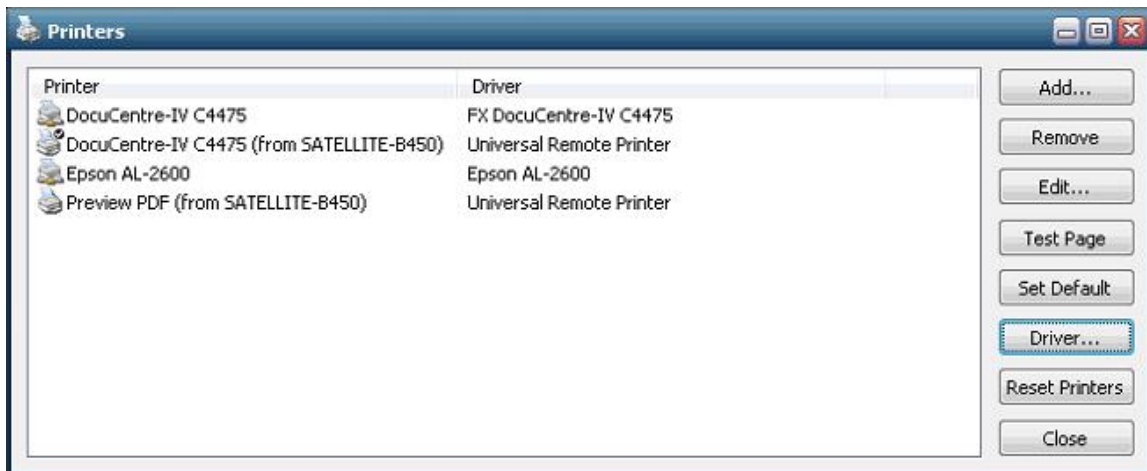 Printers
Printer Driver
DocuCentre-IV C4475 FX DocuCentre-IV C4475
DocuCentre-IV C4475 (from SATELLITE-B450) Universal Remote Printer
Epson AL-2600 Epson AL-2600
Preview PDF (from SATELLITE-B450) Universal Remote Printer
Add...
Remove
Edit...
Test Page
Set Default
Driver...
Reset Printers
Close